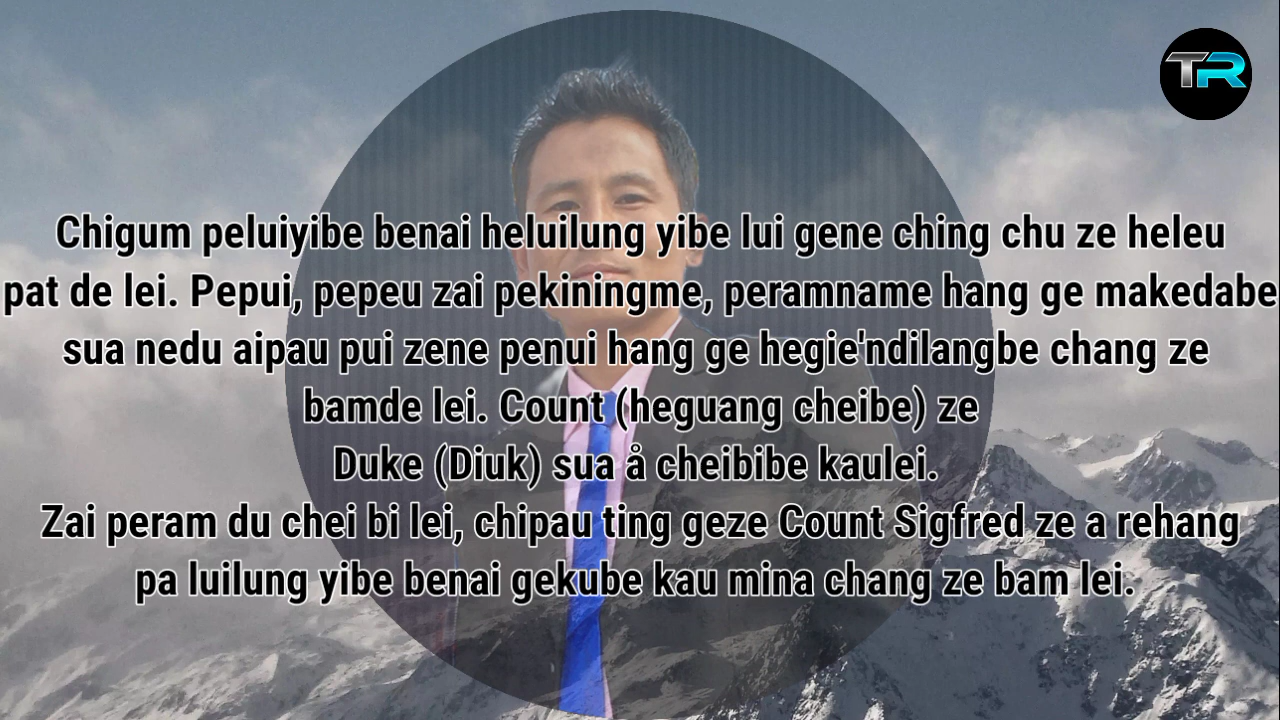 TR
Chigum peluiyibe benai heluilung yibe lui gene ching chu ze heleu
pat de lei. Pepui, pepeu zai pekiningme, peramname hang ge makedabe
sua nedu aipau pui zene penui hang ge hegie'ndilangbe chang ze
bamde lei. Count (heguang cheibe) ze
Duke (Diuk) sua å cheibibe kaulei.
Zai peram du chei bi lei, chipau ting geze Count Sigfred ze a rehang
pa luilung yibe benai gekube kau mina chang ze bam lei.